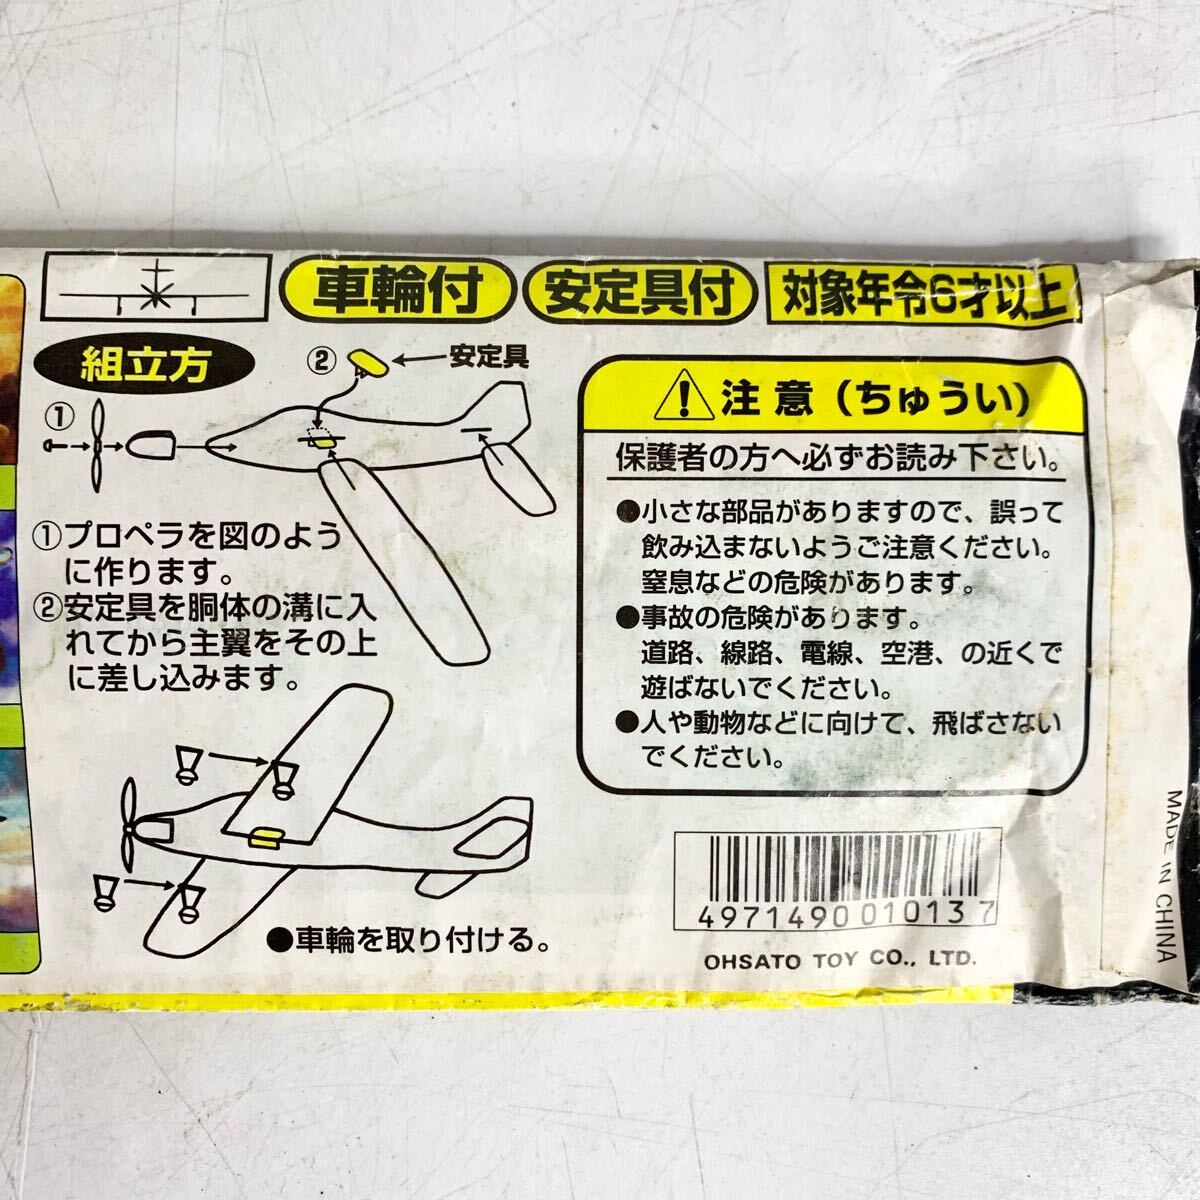 車輪付
安定具付
対象年令6才以上
組立方
①
②
安定具
①プロペラを図のよう
に作ります。
②安定具を胴体の溝に入
れてから主翼をその上
に差し込みます。
●車輪を取り付ける。
注意（ちゅうい）
保護者の方へ必ずお読み下さい。
●小さな部品がありますので、誤って
飲み込まないようご注意ください。
窒息などの危険があります。
●事故の危険があります。
道路、線路、電線、空港、の近くで
遊ばないでください。
●人や動物などに向けて、飛ばさない
でください。
4971490 001013 7
OHSATO TOY CO., LTD.
MADE IN CHINA